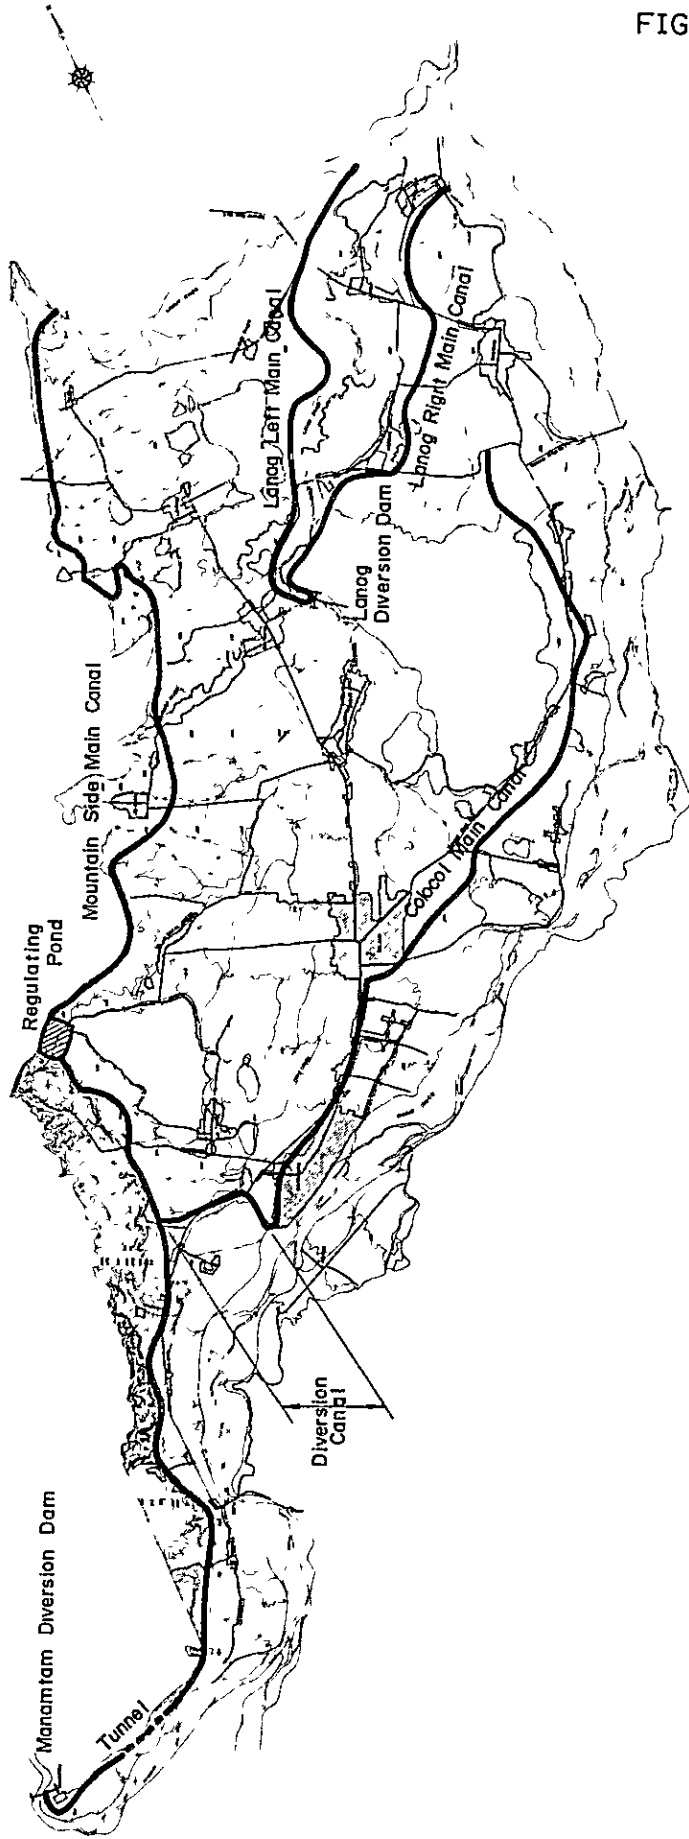 FIG
Manamtam Diversion Dam
Tunnel
Diversion
Canal
Regulating
Pond
Mountain Side Main Canal
Colocol Main Canal
Lanog
Diversion Dam
Lanog Left Main Canal
Lanog Rigtt Main Canal